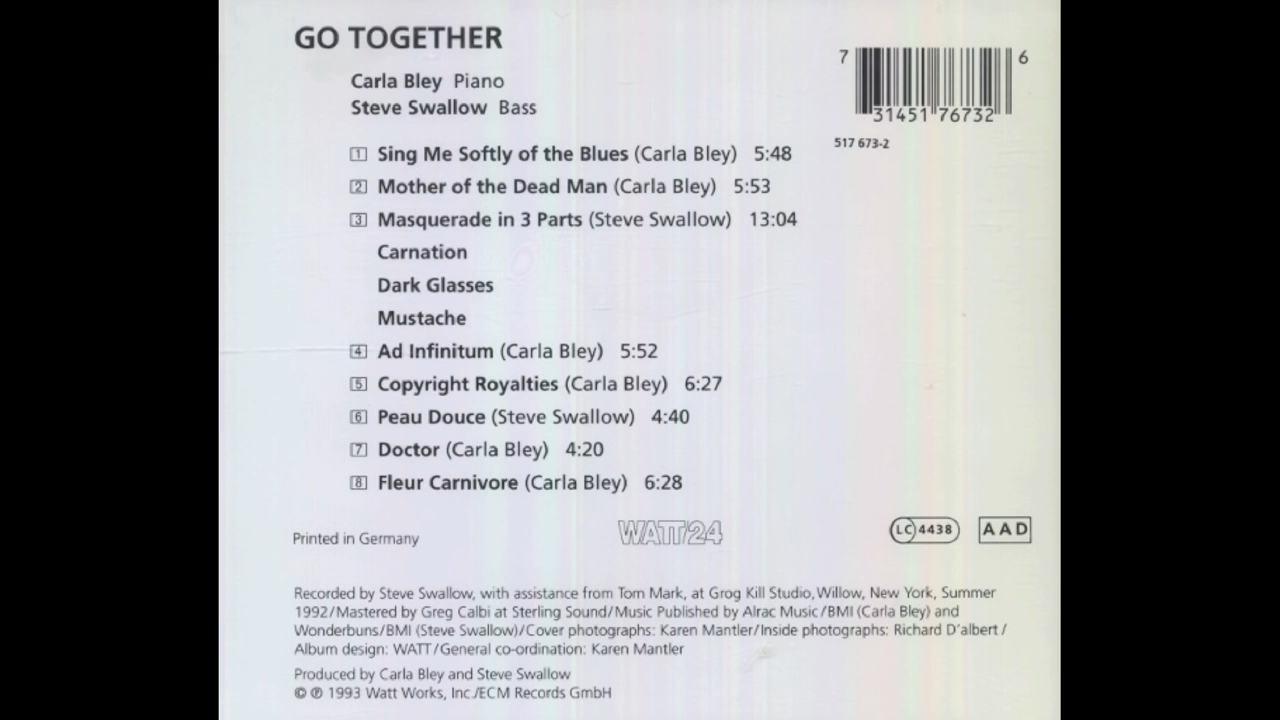 GO TOGETHER
Carla Bley Piano
Steve Swallow Bass
7 31451 76732 6
517 673-2
1 Sing Me Softly of the Blues (Carla Bley) 5:48
2 Mother of the Dead Man (Carla Bley) 5:53
3 Masquerade in 3 Parts (Steve Swallow) 13:04
Carnation
Dark Glasses
Mustache
4 Ad Infinitum (Carla Bley) 5:52
5 Copyright Royalties (Carla Bley) 6:27
6 Peau Douce (Steve Swallow) 4:40
7 Doctor (Carla Bley) 4:20
8 Fleur Carnivore (Carla Bley) 6:28
Printed in Germany
WATT/24
LC 4438
AAD
Recorded by Steve Swallow, with assistance from Tom Mark, at Grog Kill Studio, Willow, New York, Summer
1992/Mastered by Greg Calbi at Sterling Sound/Music Published by Alrac Music/BMI (Carla Bley) and
Wonderbuns/BMI (Steve Swallow)/Cover photographs: Karen Mantler/Inside photographs: Richard D'albert/
Album design: WATT/General co-ordination: Karen Mantler
Produced by Carla Bley and Steve Swallow
© ℗ 1993 Watt Works, Inc./ECM Records GmbH